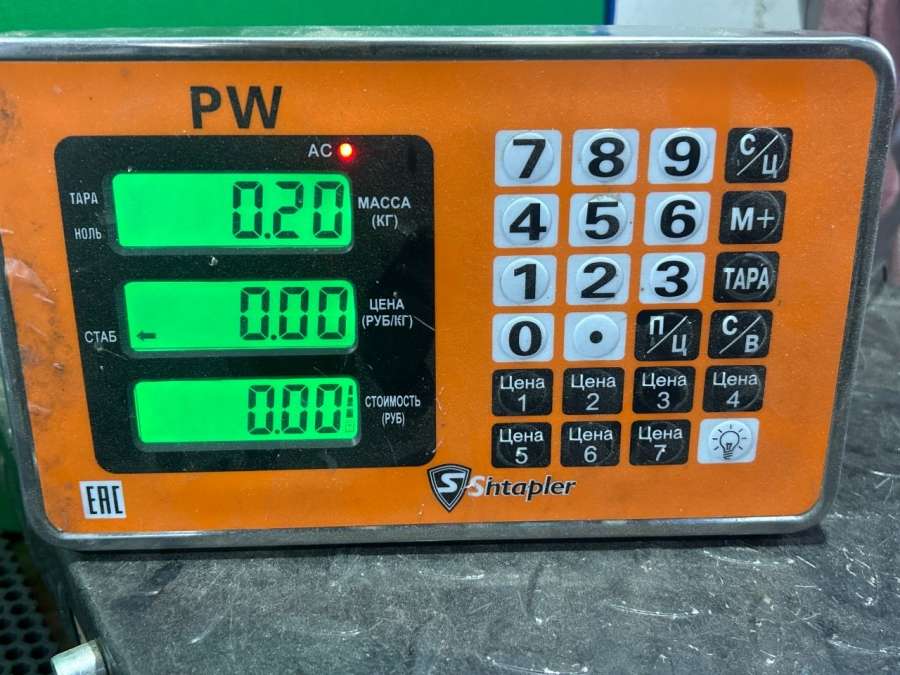 PW
AC
ТАРА
НОЛЬ
0.20
МАССА
(КГ)
СТАБ
0.00
ЦЕНА
(РУБ/КГ)
0.00
СТОИМОСТЬ
(РУБ)
7 8 9 С/Ц
4 5 6 М+
1 2 3 ТАРА
0 . П/Ц С/В
Цена 1 Цена 2 Цена 3 Цена 4
Цена 5 Цена 6 Цена 7
EAC
S Shtapler